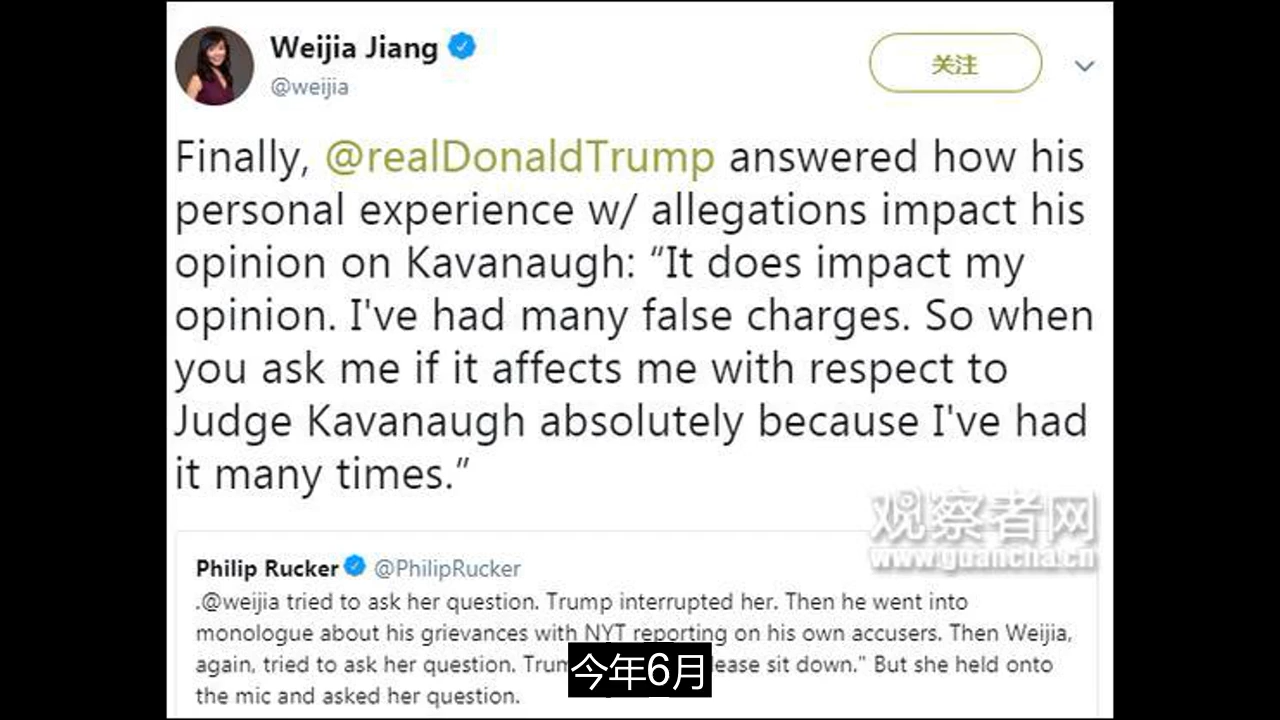 Weijia Jiang
@weijia
关注
Finally, @realDonaldTrump answered how his
personal experience w/ allegations impact his
opinion on Kavanaugh: “It does impact my
opinion. I've had many false charges. So when
you ask me if it affects me with respect to
Judge Kavanaugh absolutely because I've had
it many times.”
观察者网
www.guancha.cn
Philip Rucker @PhilipRucker
.@weijia tried to ask her question. Trump interrupted her. Then he went into
monologue about his grievances with NYT reporting on his own accusers. Then Weijia,
again, tried to ask her question. sit down." But she held onto
the mic and asked her question.
今年6月